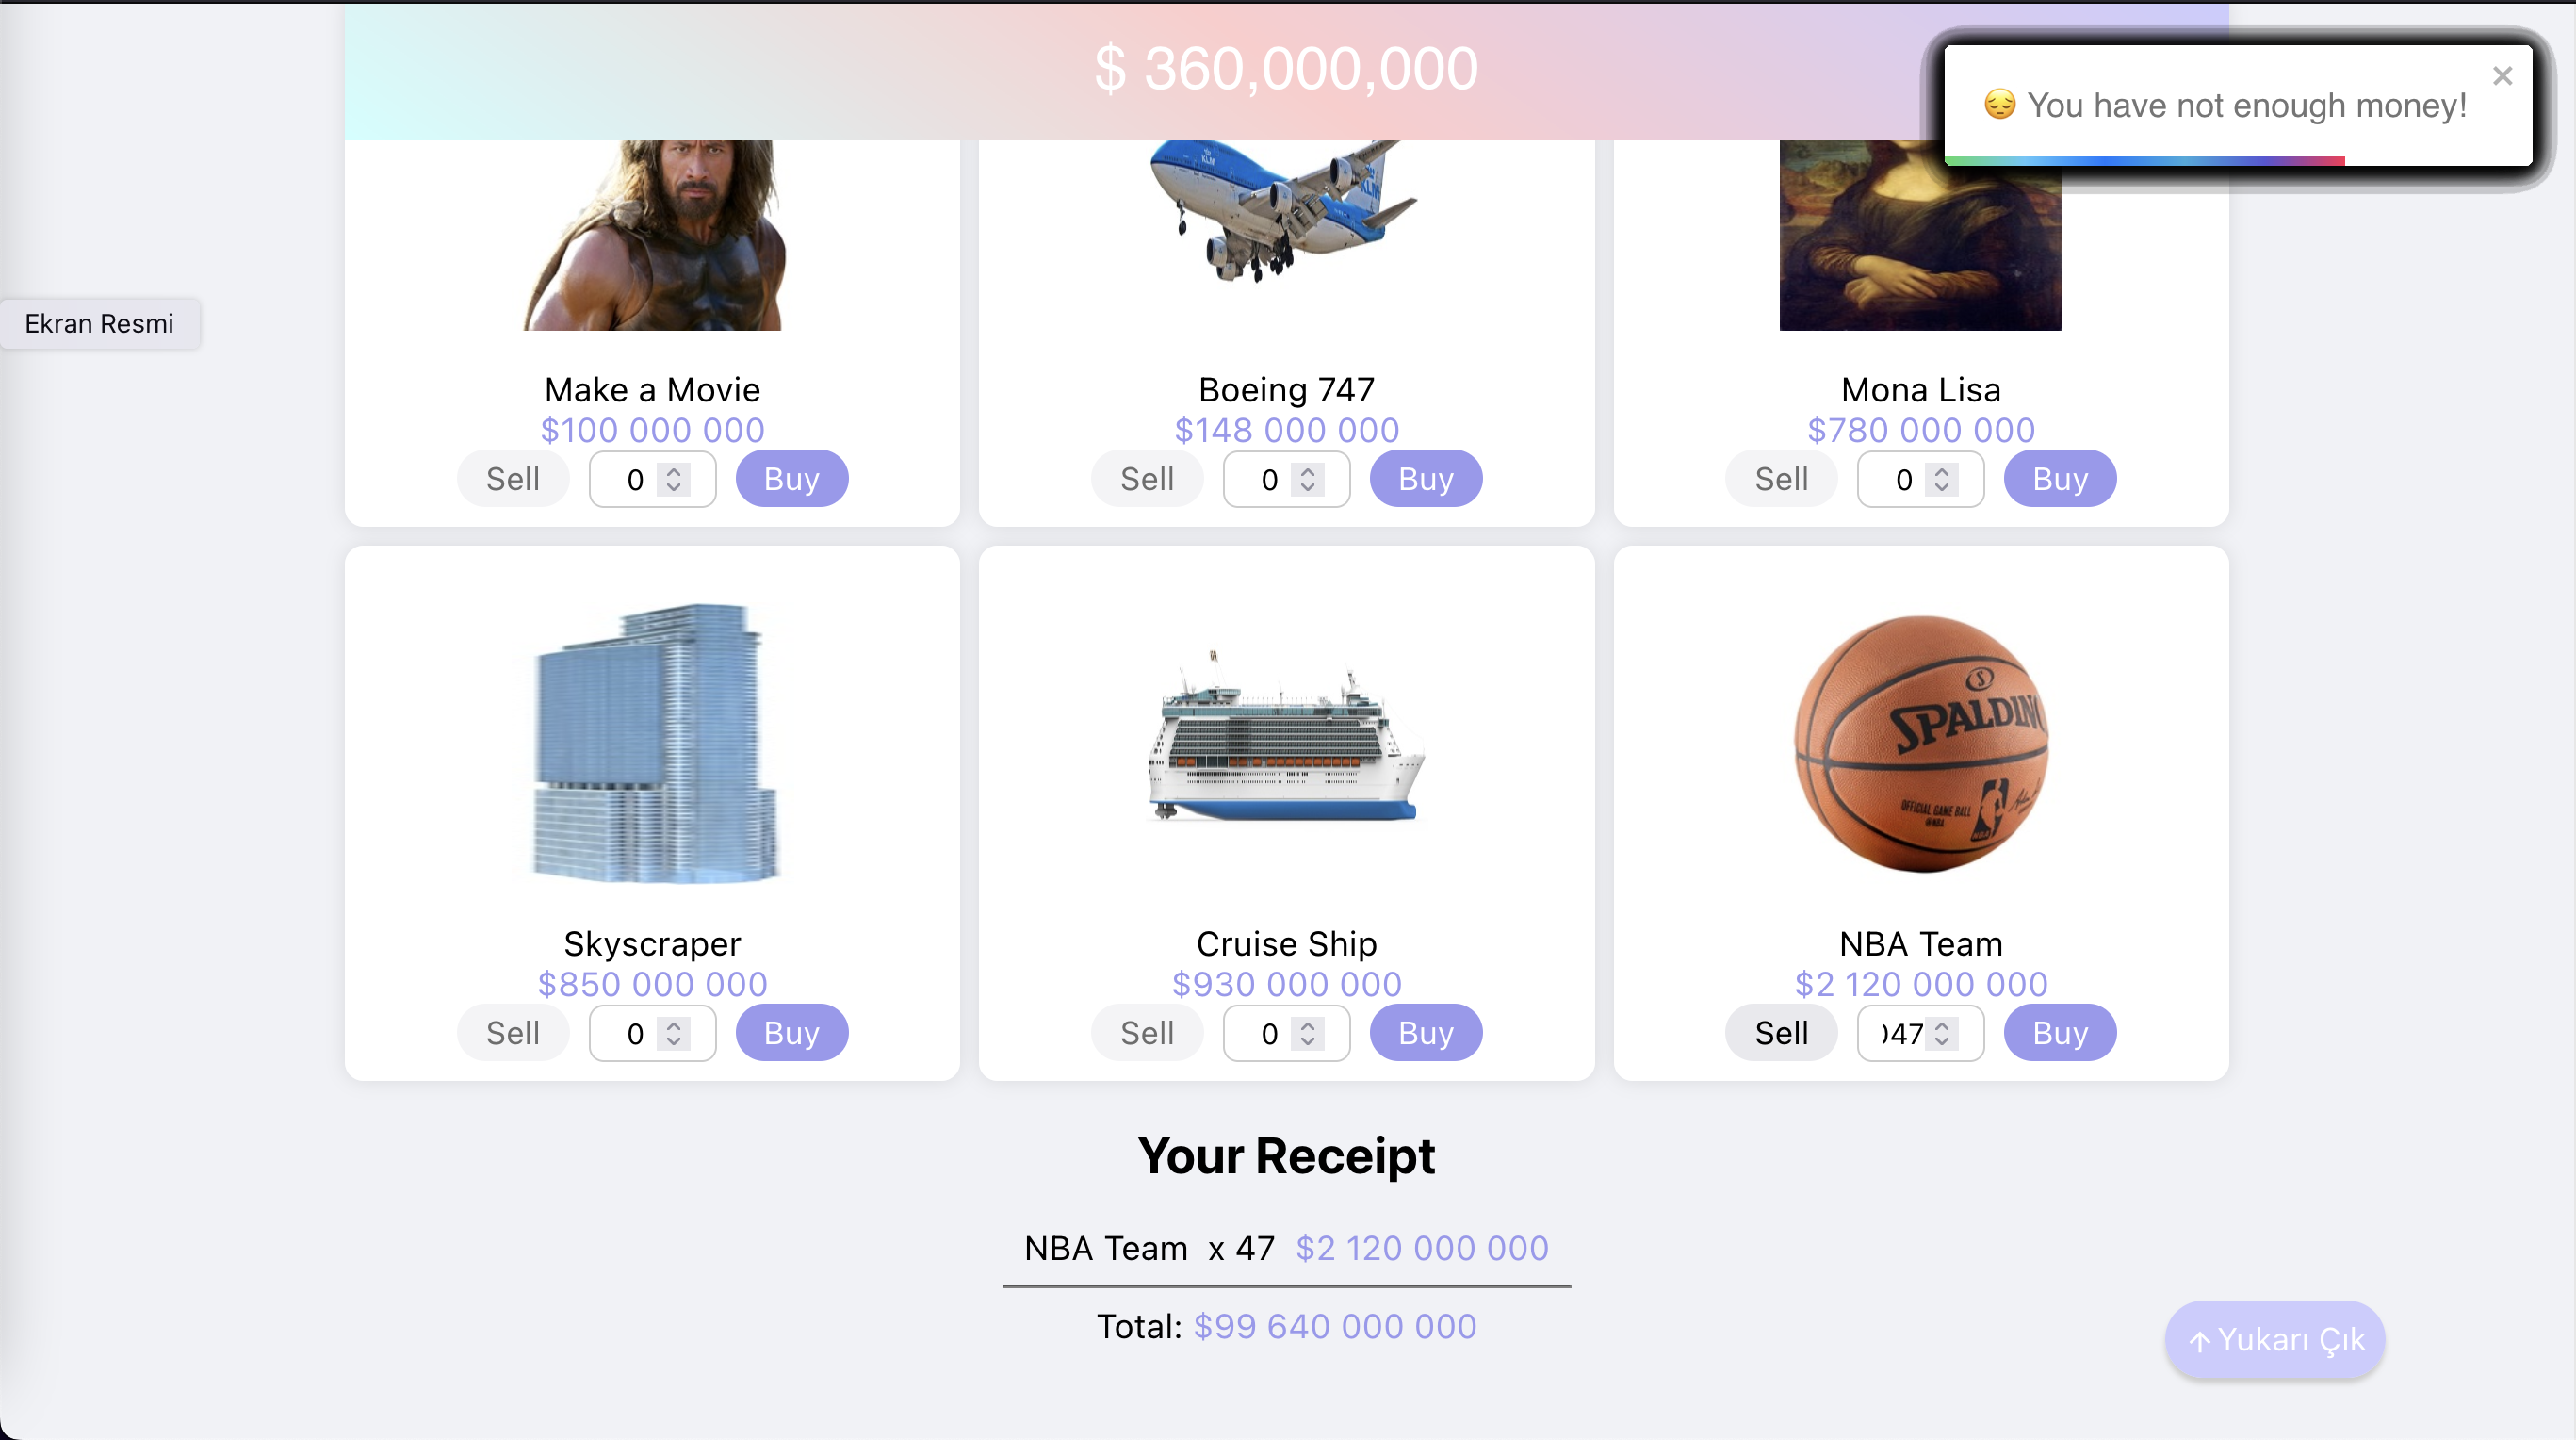 $ 360,000,000
😔 You have not enough money!
Ekran Resmi
KLM
Make a Movie
$100 000 000
Sell 0 Buy
Boeing 747
$148 000 000
Sell 0 Buy
Mona Lisa
$780 000 000
Sell 0 Buy
Skyscraper
$850 000 000
Sell 0 Buy
Cruise Ship
$930 000 000
Sell 0 Buy
SPALDIN
OFFICIAL GAME BALL
NBA Team
$2 120 000 000
Sell 47 Buy
Your Receipt
NBA Team x 47 $2 120 000 000
Total: $99 640 000 000
↑ Yukarı Çık